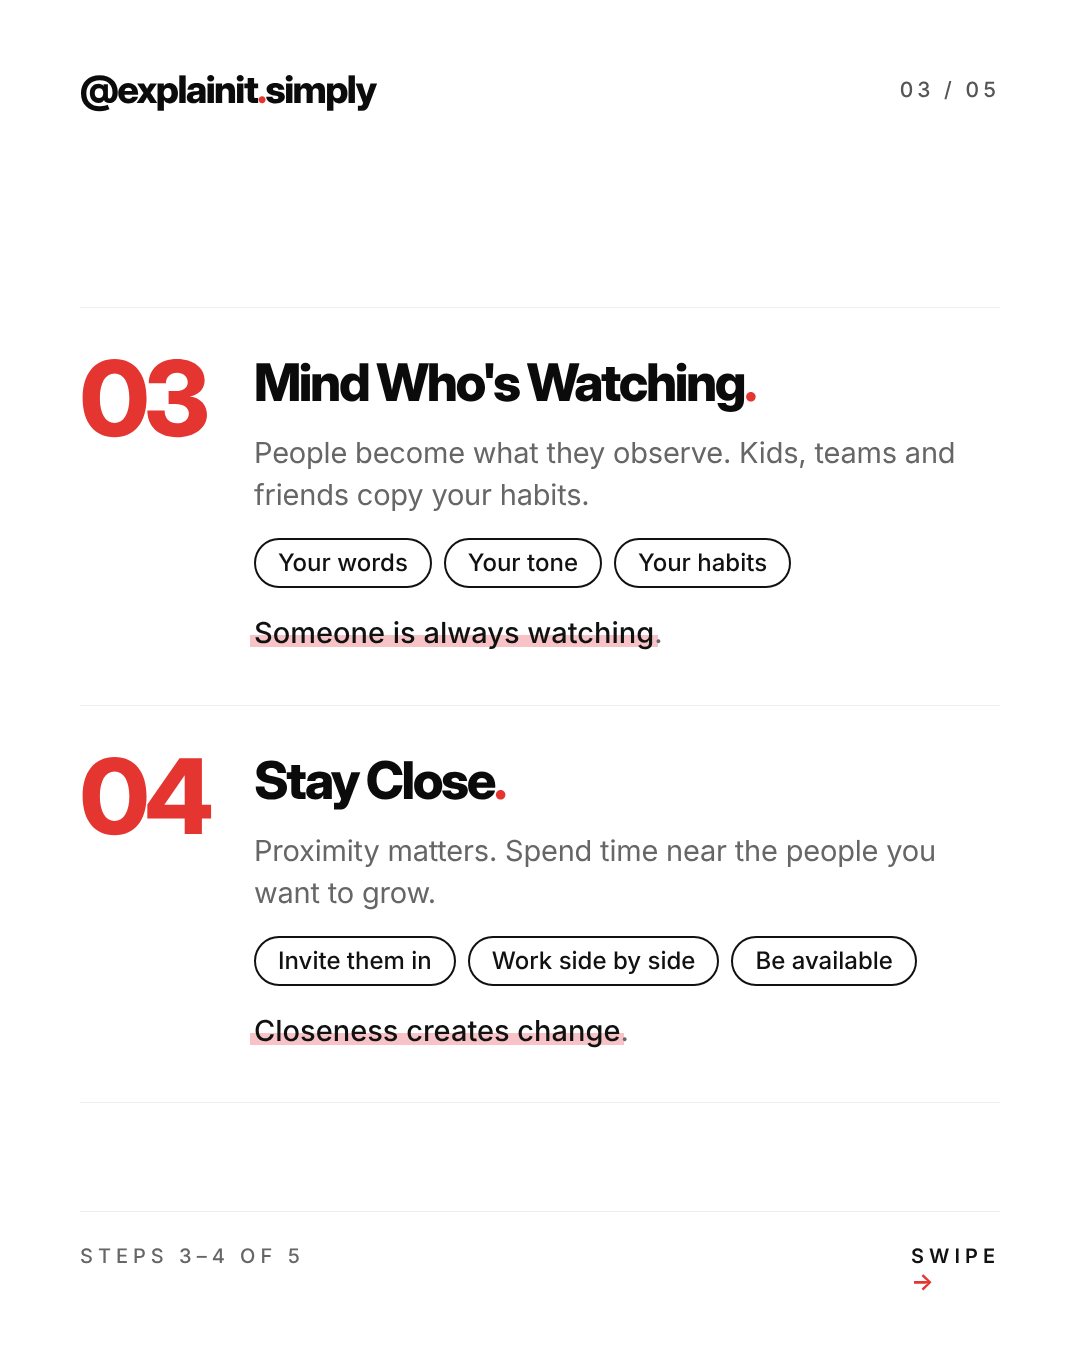 @explainit.simply
03 / 05
03
Mind Who's Watching.
People become what they observe. Kids, teams and
friends copy your habits.
Your words
Your tone
Your habits
Someone is always watching.
04
Stay Close.
Proximity matters. Spend time near the people you
want to grow.
Invite them in
Work side by side
Be available
Closeness creates change.
STEPS 3–4 OF 5
SWIPE
→